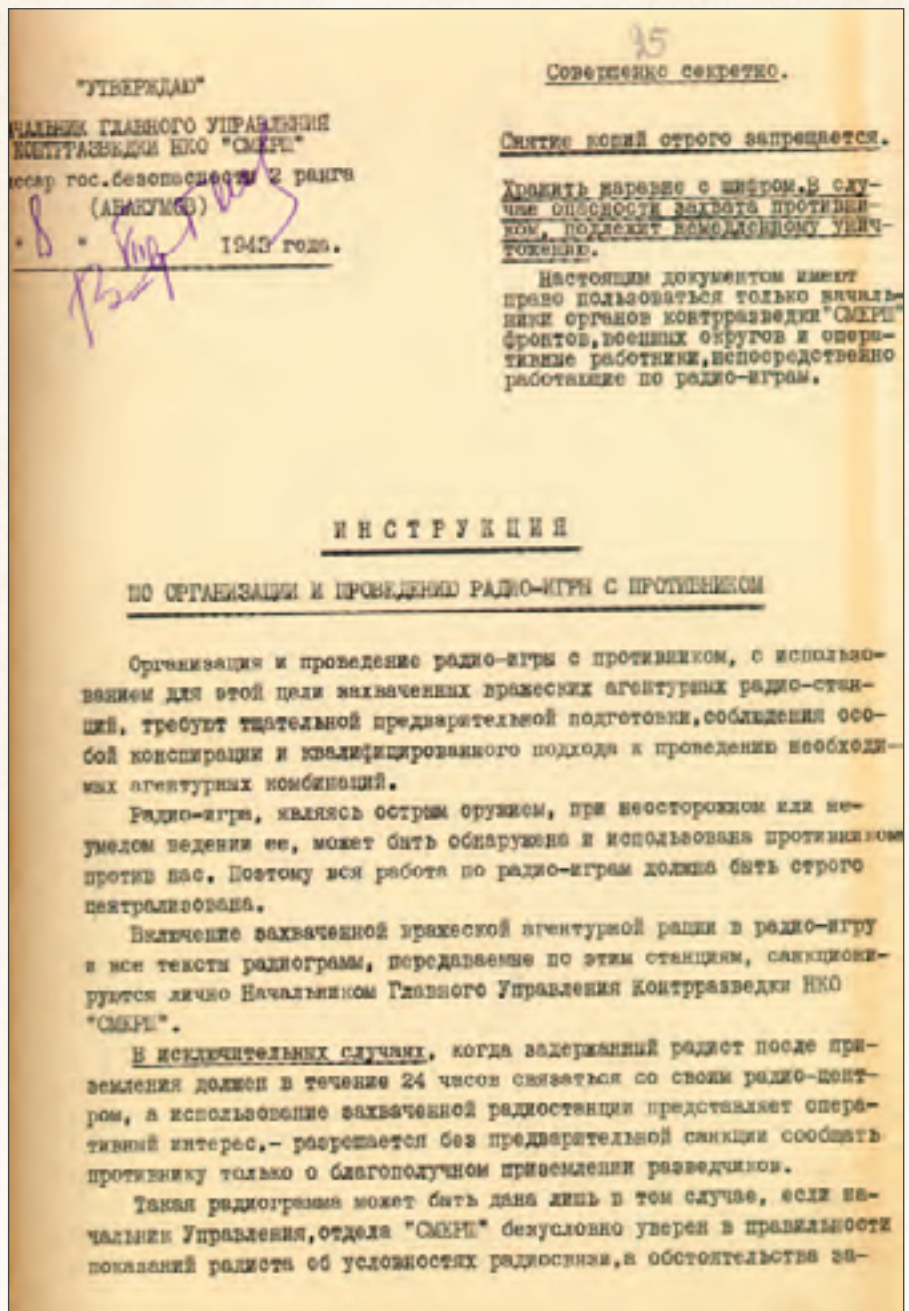 95
Совершенно секретно.
"УТВЕРЖДАЮ"
ЧАЛЬНИК ГЛАВНОГО УПРАВЛЕНИЯ
КОНТРРАЗВЕДКИ НКО "СМЕРШ"
иссар гос.безопасности 2 ранга
(АБАКУМОВ)
" 8 " 1943 года.
Снятие копий отрого запрещается.
Хранить наравне с шифром.В слу-
чае опасности захвата противни-
ком, подлежит немедленному унич-
тожению.
Настоящим документом имеют
право пользоваться только началь-
ники органов контрразведки"СМЕРШ"
фронтов,военных округов и опера-
тивные работники,непосредственно
работающие по радио-играм.
ИНСТРУКЦИЯ
ПО ОРГАНИЗАЦИИ И ПРОВЕДЕНИЮ РАДИО-ИГРЫ С ПРОТИВНИКОМ
Организация и проведение радио-игры с противником, с использо-
ванием для этой цели захваченных вражеских агентурных радио-стан-
ций, требуют тщательной предварительной подготовки,соблюдения осо-
бой конспирации и квалифицированного подхода к проведению необходи-
мых агентурных комбинаций.
Радио-игра, являясь острым оружием, при неосторожном или не-
умелом ведении ее, может быть обнаружена и использована противником
против нас. Поэтому вся работа по радио-играм должна быть строго
централизована.
Включение захваченной вражеской агентурной рации в радио-игру
и все тексты радиограмм, передаваемые по этим станциям, санкциони-
руются лично Начальником Главного Управления Контрразведки НКО
"СМЕРШ".
В исключительных случаях, когда задержанный радист после при-
земления должен в течение 24 часов связаться со своим радио-цент-
ром, а использование захваченной радиостанции представляет опера-
тивный интерес,- разрешается без предварительной санкции сообщать
противнику только о благополучном приземлении разведчиков.
Такая радиограмма может быть дана лишь в том случае, если на-
чальник Управления,отдела "СМЕРШ" безусловно уверен в правильности
показаний радиста об условностях радиосвязи,а обстоятельства за-